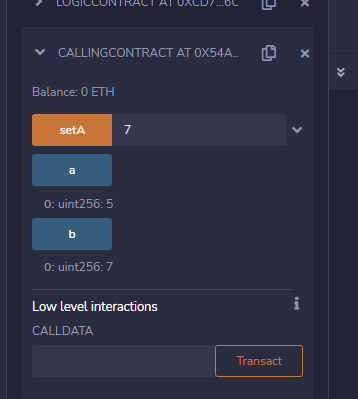 LOGICCONTRACT AT 0XCD7...6C
CALLINGCONTRACT AT 0X54A..
Balance: 0 ETH
setA 7
a
0: uint256: 5
b
0: uint256: 7
Low level interactions
CALLDATA
Transact